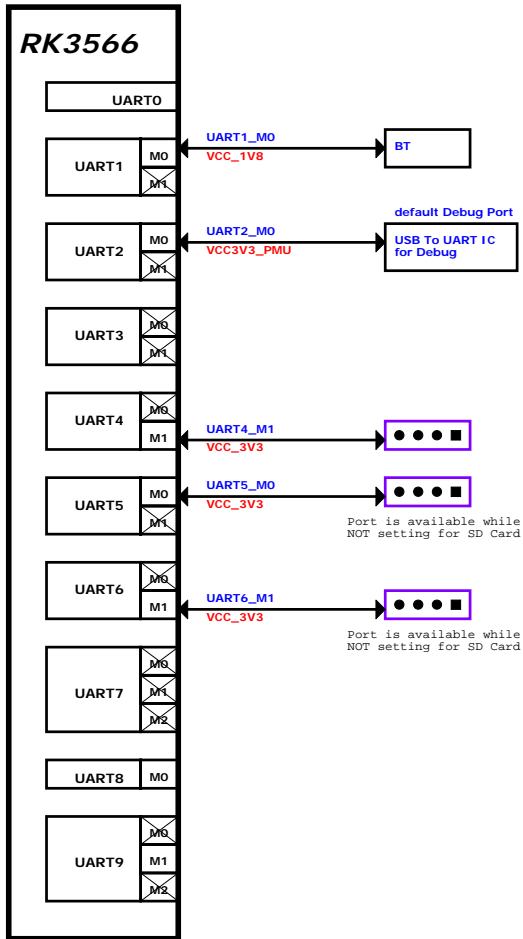 RK3566
UART0
UART1
M0
M1
UART1_M0
VCC_1V8
BT
default Debug Port
UART2
M0
M1
UART2_M0
VCC3V3_PMU
USB To UART IC
for Debug
UART3
M0
M1
UART4
M0
M1
UART4_M1
VCC_3V3
UART5
M0
M1
UART5_M0
VCC_3V3
Port is available while
NOT setting for SD Card
UART6
M0
M1
UART6_M1
VCC_3V3
Port is available while
NOT setting for SD Card
UART7
M0
M1
M2
UART8
M0
UART9
M0
M1
M2